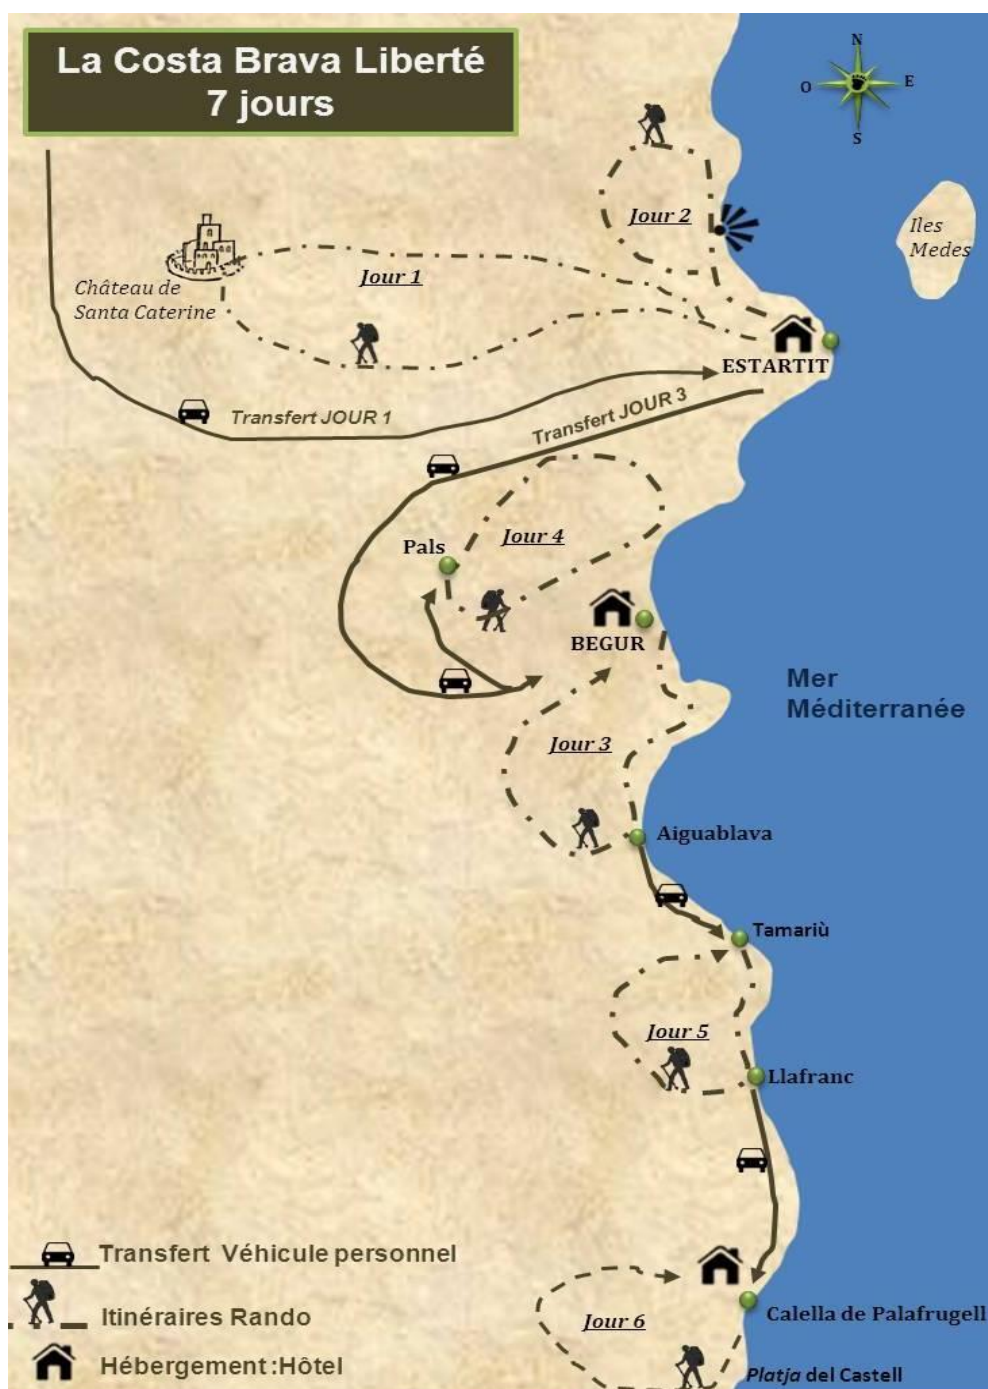 La Costa Brava Liberté
7 jours
N
O
E
S
Jour 2
Iles
Medes
Jour 1
Château de
Santa Caterine
ESTARTIT
Transfert JOUR 1
Transfert JOUR 3
Jour 4
Pals
BEGUR
Mer
Méditerranée
Jour 3
Aiguablava
Tamariù
Jour 5
Llafranc
Transfert Véhicule personnel
Itinéraires Rando
Hébergement :Hôtel
Calella de Palafrugell
Jour 6
Platja del Castell